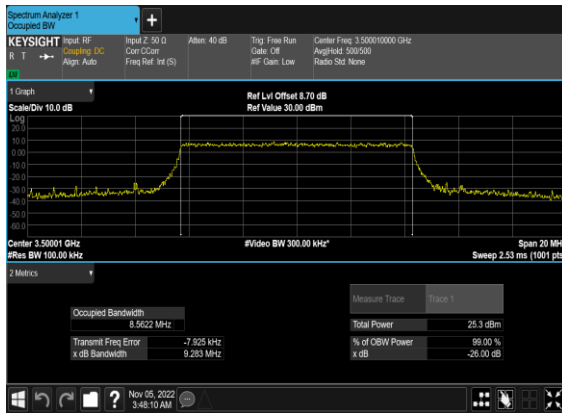 Spectrum Analyzer 1
Occupied BW
KEYSIGHT Input: RF Input Z: 50 Ω Atten: 40 dB Trig: Free Run Center Freq: 3.500010000 GHz
R T Coupling: DC Corr CCorr Gate: Off Avg|Hold: 500/500
Align: Auto Freq Ref: Int (S) #IF Gain: Low Radio Std: None
1 Graph
Ref Lvl Offset 8.70 dB
Scale/Div 10.0 dB Ref Value 30.00 dBm
Log
20.0
10.0
0.00
-10.0
-20.0
-30.0
-40.0
-50.0
-60.0
Center 3.50001 GHz #Video BW 300.00 kHz* Span 20 MH
#Res BW 100.00 kHz Sweep 2.53 ms (1001 pts
2 Metrics
Measure Trace Trace 1
Occupied Bandwidth
8.5622 MHz Total Power 25.3 dBm
Transmit Freq Error -7.925 kHz % of OBW Power 99.00 %
x dB Bandwidth 9.283 MHz x dB -26.00 dB
Nov 05, 2022
3:48:10 AM